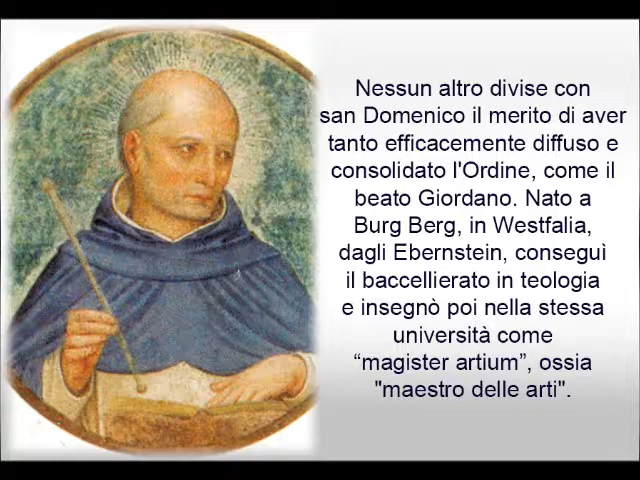 Nessun altro divise con
san Domenico il merito di aver
tanto efficacemente diffuso e
consolidato l'Ordine, come il
beato Giordano. Nato a
Burg Berg, in Westfalia,
dagli Ebernstein, conseguì
il baccellierato in teologia
e insegnò poi nella stessa
università come
“magister artium”, ossia
"maestro delle arti".